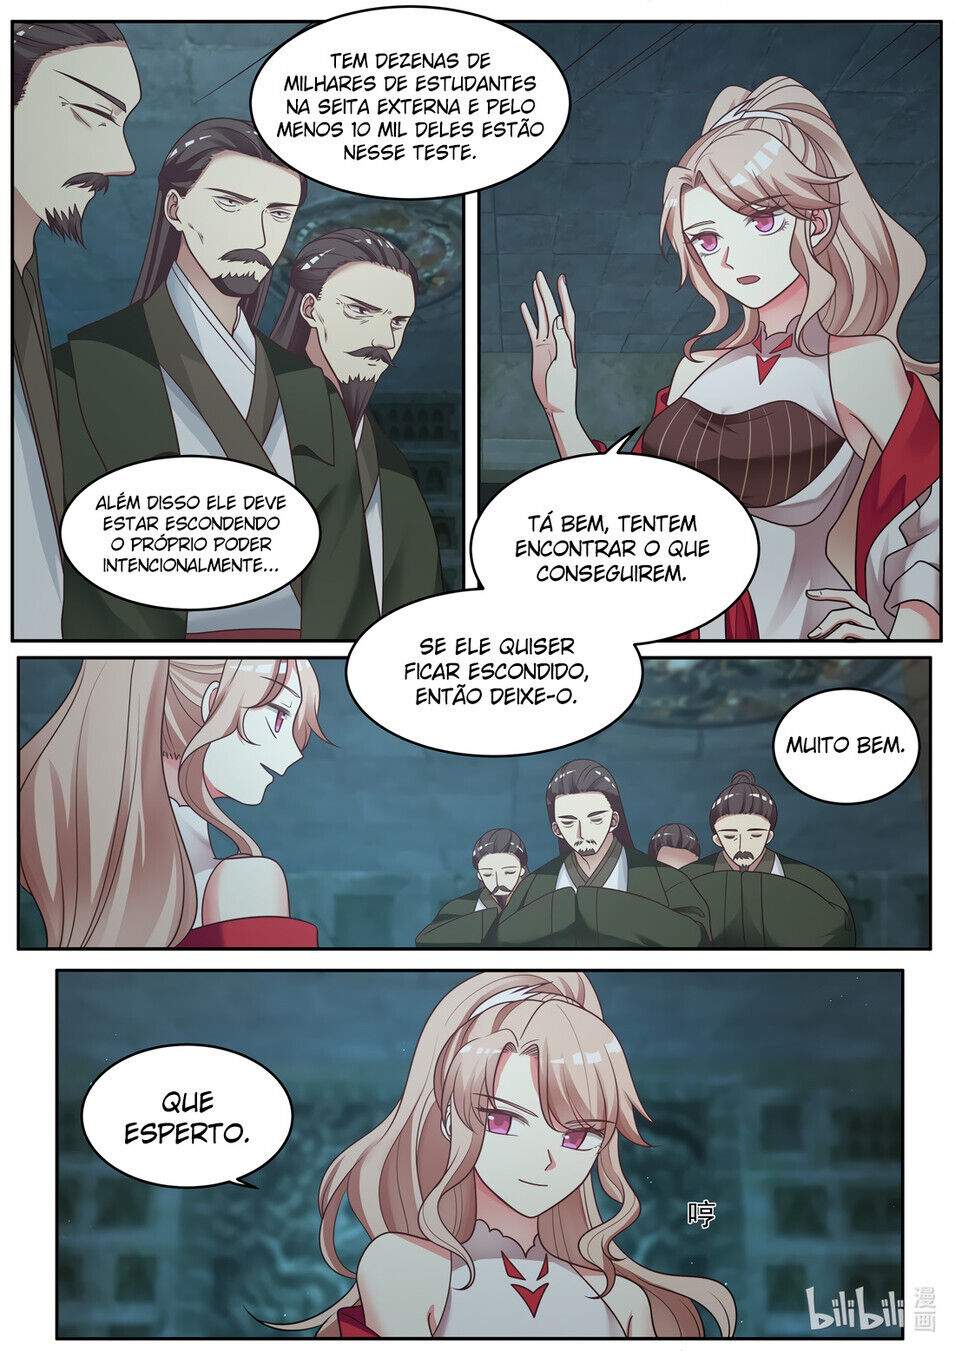 TEM DEZENAS DE
MILHARES DE ESTUDANTES
NA SEITA EXTERNA E PELO
MENOS 10 MIL DELES ESTÃO
NESSE TESTE.
ALÉM DISSO ELE DEVE
ESTAR ESCONDENDO
O PRÓPRIO PODER
INTENCIONALMENTE...
TÁ BEM, TENTEM
ENCONTRAR O QUE
CONSEGUIREM.
SE ELE QUISER
FICAR ESCONDIDO,
ENTÃO DEIXE-O.
MUITO BEM.
QUE
ESPERTO.
哼
bilibili
漫画